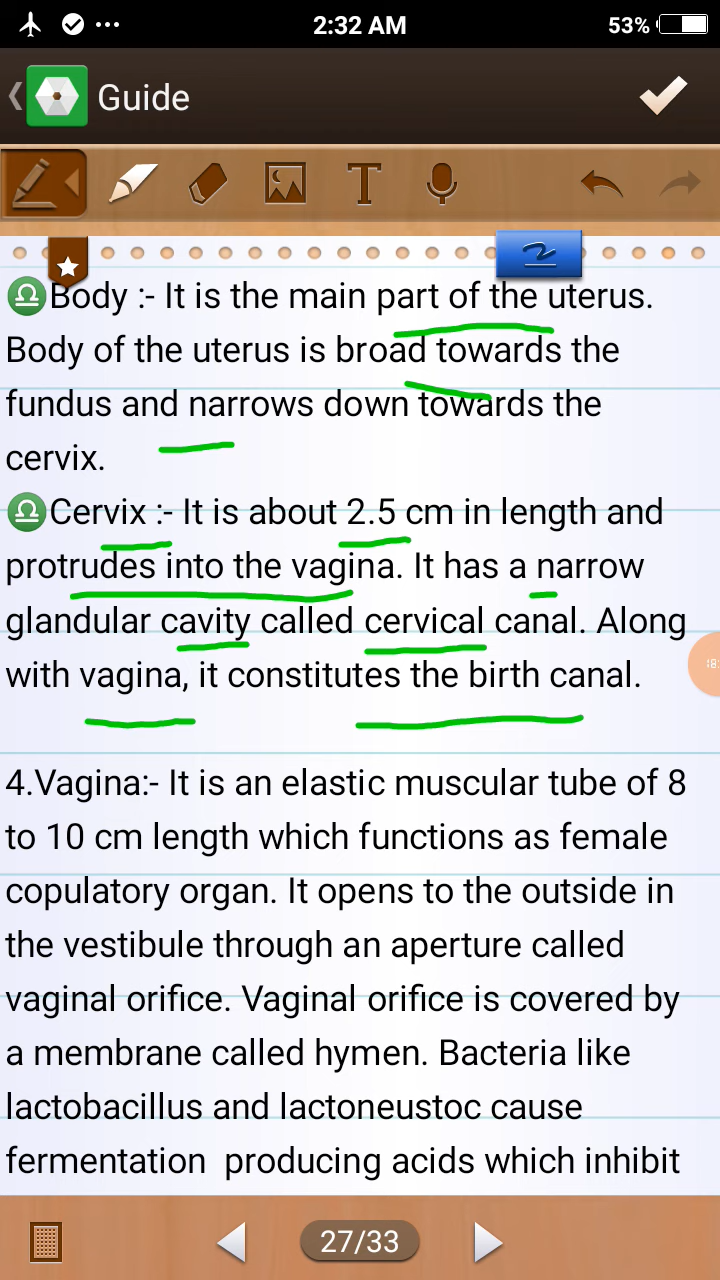 2:32 AM
53%
Guide
Body :- It is the main part of the uterus.
Body of the uterus is broad towards the
fundus and narrows down towards the
cervix.
Cervix :- It is about 2.5 cm in length and
protrudes into the vagina. It has a narrow
glandular cavity called cervical canal. Along
with vagina, it constitutes the birth canal.
4.Vagina:- It is an elastic muscular tube of 8
to 10 cm length which functions as female
copulatory organ. It opens to the outside in
the vestibule through an aperture called
vaginal orifice. Vaginal orifice is covered by
a membrane called hymen. Bacteria like
lactobacillus and lactoneustoc cause
fermentation  producing acids which inhibit
27/33